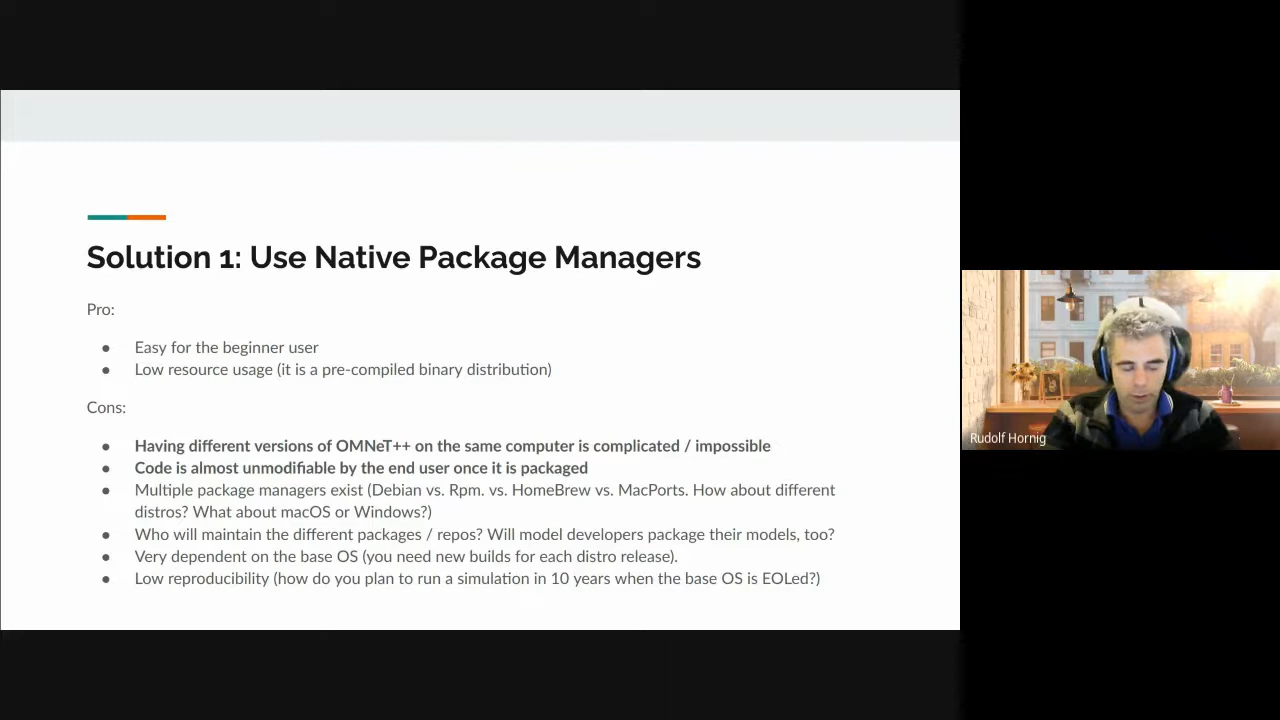 Solution 1: Use Native Package Managers
Pro:
● Easy for the beginner user
● Low resource usage (it is a pre-compiled binary distribution)
Cons:
● Having different versions of OMNeT++ on the same computer is complicated / impossible
● Code is almost unmodifiable by the end user once it is packaged
● Multiple package managers exist (Debian vs. Rpm. vs. HomeBrew vs. MacPorts. How about different
distros? What about macOS or Windows?)
● Who will maintain the different packages / repos? Will model developers package their models, too?
● Very dependent on the base OS (you need new builds for each distro release).
● Low reproducibility (how do you plan to run a simulation in 10 years when the base OS is EOLed?)
Rudolf Hornig